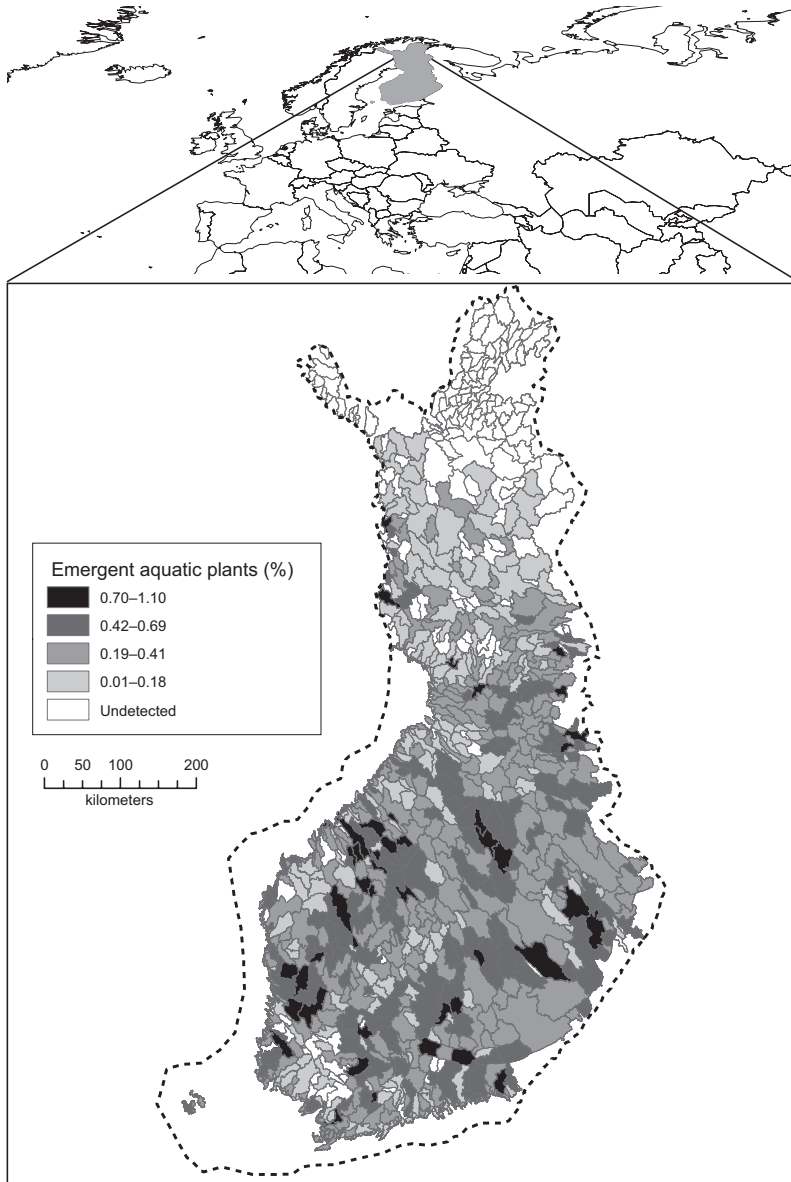 Emergent aquatic plants (%)
0.70–1.10
0.42–0.69
0.19–0.41
0.01–0.18
Undetected
0 50 100 200
kilometers